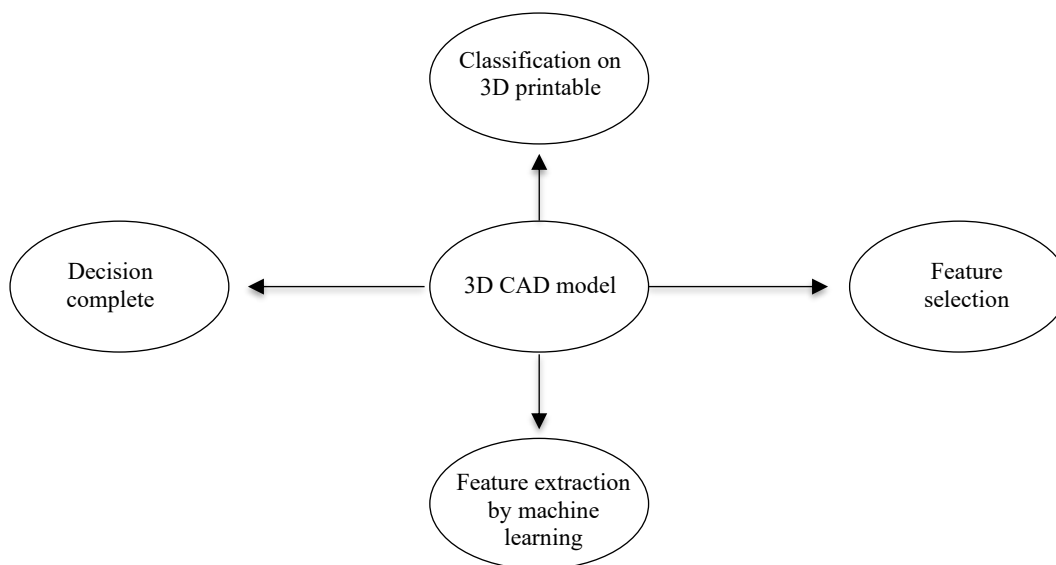 Classification on
3D printable
Decision
complete
3D CAD model
Feature
selection
Feature extraction
by machine
learning